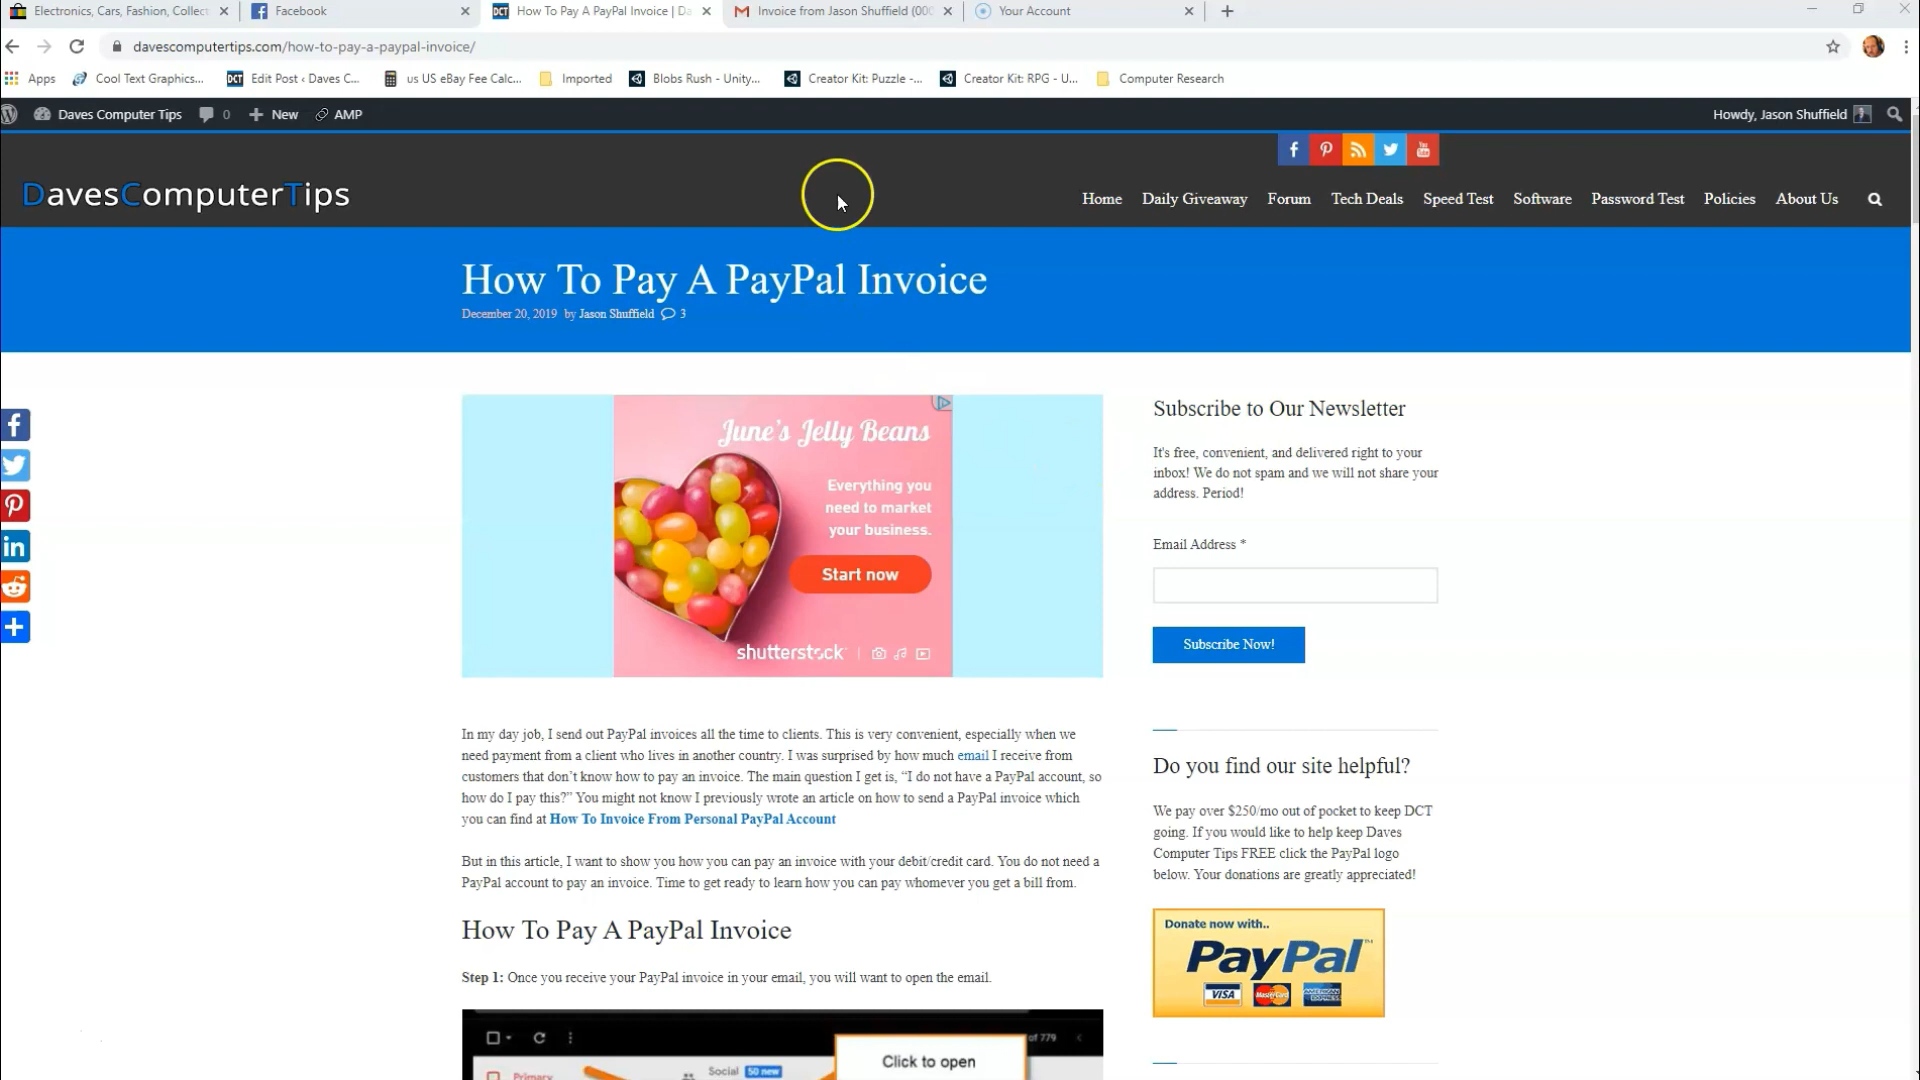 Electronics, Cars, Fashion, Collect
Facebook
How To Pay A PayPal Invoice | Da
Invoice from Jason Shuffield (000
Your Account
davescomputertips.com/how-to-pay-a-paypal-invoice/
Apps
Cool Text Graphics...
Edit Post ‹ Daves C...
us US eBay Fee Calc...
Imported
Blobs Rush - Unity...
Creator Kit: Puzzle -...
Creator Kit: RPG - U...
Computer Research
Daves Computer Tips
0
New
AMP
Howdy, Jason Shuffield
DavesComputerTips
Home
Daily Giveaway
Forum
Tech Deals
Speed Test
Software
Password Test
Policies
About Us
How To Pay A PayPal Invoice
December 20, 2019 by Jason Shuffield 3
June's Jelly Beans
Everything you
need to market
your business.
Start now
shutterstock
In my day job, I send out PayPal invoices all the time to clients. This is very convenient, especially when we
need payment from a client who lives in another country. I was surprised by how much email I receive from
customers that don't know how to pay an invoice. The main question I get is, “I do not have a PayPal account, so
how do I pay this?” You might not know I previously wrote an article on how to send a PayPal invoice which
you can find at How To Invoice From Personal PayPal Account
But in this article, I want to show you how you can pay an invoice with your debit/credit card. You do not need a
PayPal account to pay an invoice. Time to get ready to learn how you can pay whomever you get a bill from.
How To Pay A PayPal Invoice
Step 1: Once you receive your PayPal invoice in your email, you will want to open the email.
of 779
Click to open
Primary
Social 50 new
Subscribe to Our Newsletter
It's free, convenient, and delivered right to your
inbox! We do not spam and we will not share your
address. Period!
Email Address *
Subscribe Now!
Do you find our site helpful?
We pay over $250/mo out of pocket to keep DCT
going. If you would like to help keep Daves
Computer Tips FREE click the PayPal logo
below. Your donations are greatly appreciated!
Donate now with..
PayPal™
VISA
MasterCard
AMERICAN EXPRESS